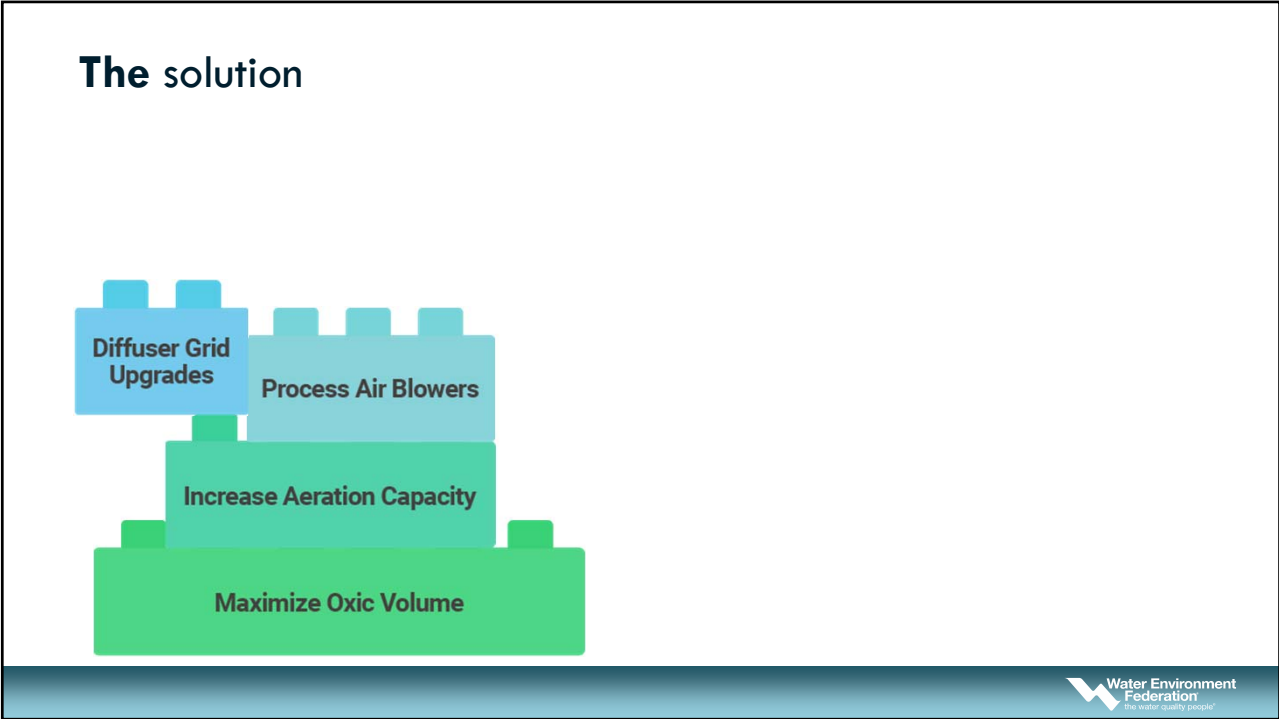 The solution
Diffuser Grid
Upgrades
Process Air Blowers
Increase Aeration Capacity
Maximize Oxic Volume
Water Environment
Federation
the water quality people®